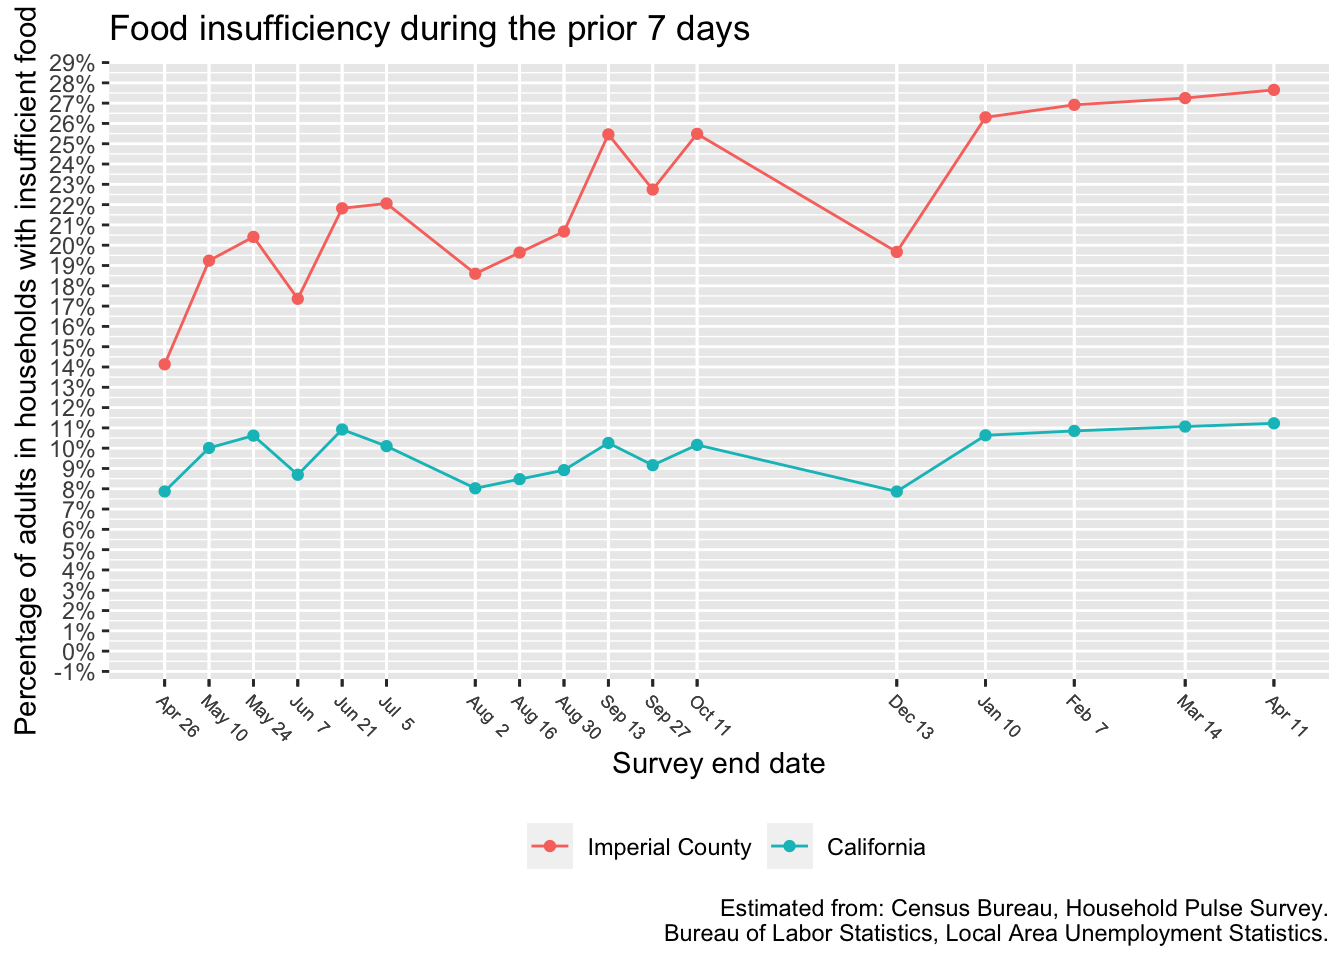 Food insufficiency during the prior 7 days
Percentage of adults in households with insufficient food
29%
28%
27%
26%
25%
24%
23%
22%
21%
20%
19%
18%
17%
16%
15%
14%
13%
12%
11%
10%
9%
8%
7%
6%
5%
4%
3%
2%
1%
0%
-1%
Apr 26
May 10
May 24
Jun 7
Jun 21
Jul 5
Aug 2
Aug 16
Aug 30
Sep 13
Sep 27
Oct 11
Dec 13
Jan 10
Feb 7
Mar 14
Apr 11
Survey end date
Imperial County
California
Estimated from: Census Bureau, Household Pulse Survey.
Bureau of Labor Statistics, Local Area Unemployment Statistics.